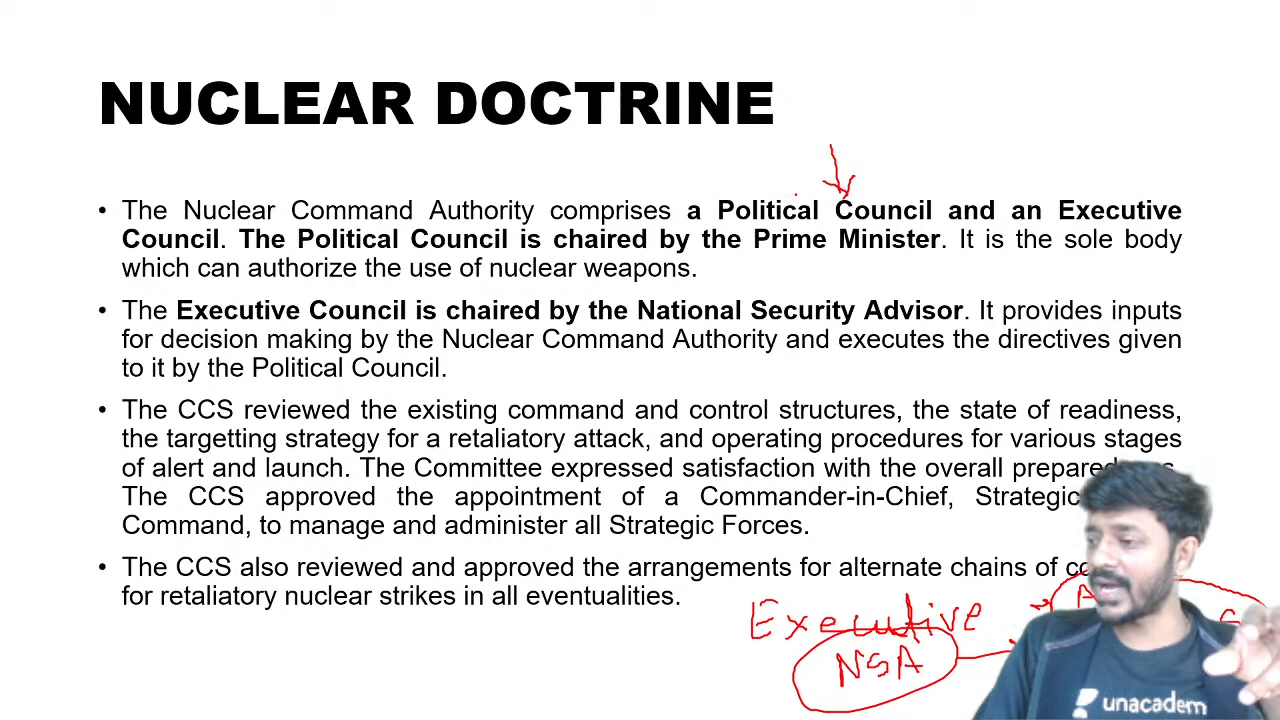 NUCLEAR DOCTRINE
• The Nuclear Command Authority comprises a Political Council and an Executive
Council. The Political Council is chaired by the Prime Minister. It is the sole body
which can authorize the use of nuclear weapons.
• The Executive Council is chaired by the National Security Advisor. It provides inputs
for decision making by the Nuclear Command Authority and executes the directives given
to it by the Political Council.
• The CCS reviewed the existing command and control structures, the state of readiness,
the targetting strategy for a retaliatory attack, and operating procedures for various stages
of alert and launch. The Committee expressed satisfaction with the overall
The CCS approved the appointment of a Commander-in-Chief, Strategic
Command, to manage and administer all Strategic Forces.
• The CCS also reviewed and approved the arrangements for alternate chains of
for retaliatory nuclear strikes in all eventualities.
Executive
NSA
unacadem